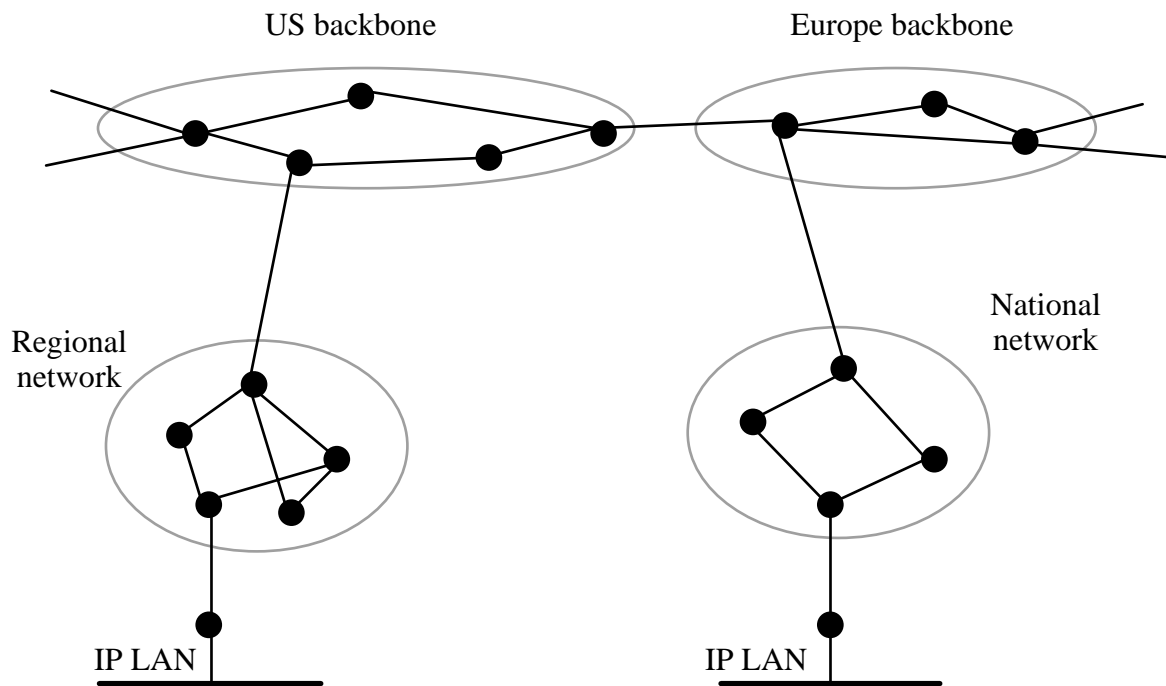 US backbone
Europe backbone
Regional
network
National
network
IP LAN
IP LAN